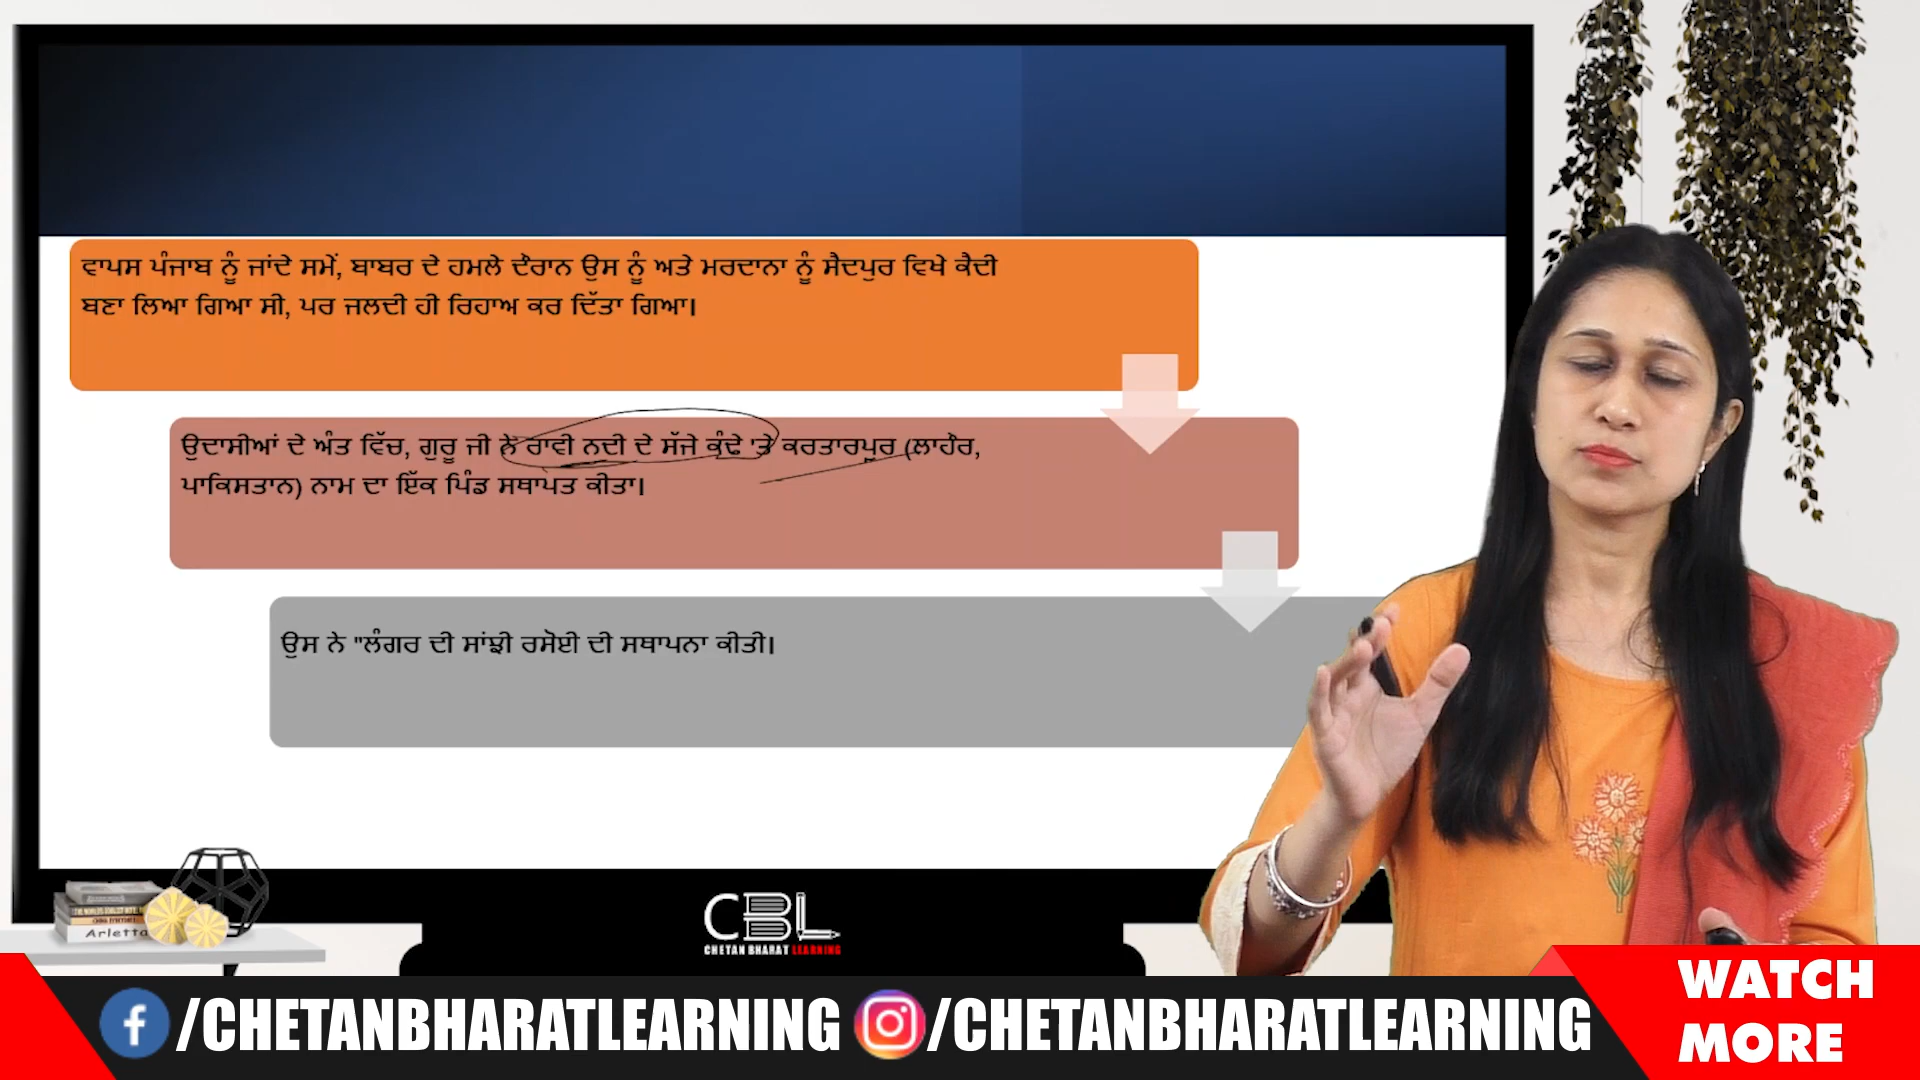 ਵਾਪਸ ਪੰਜਾਬ ਨੂੰ ਜਾਂਦੇ ਸਮੇਂ, ਬਾਬਰ ਦੇ ਹਮਲੇ ਦੌਰਾਨ ਉਸ ਨੂੰ ਅਤੇ ਮਰਦਾਨਾ ਨੂੰ ਸੈਦਪੁਰ ਵਿਖੇ ਕੈਦੀ
ਬਣਾ ਲਿਆ ਗਿਆ ਸੀ, ਪਰ ਜਲਦੀ ਹੀ ਰਿਹਾਅ ਕਰ ਦਿੱਤਾ ਗਿਆ।
ਉਦਾਸੀਆਂ ਦੇ ਅੰਤ ਵਿੱਚ, ਗੁਰੂ ਜੀ ਨੇ ਰਾਵੀ ਨਦੀ ਦੇ ਸੱਜੇ ਕੰਢੇ 'ਤੇ ਕਰਤਾਰਪੁਰ (ਲਾਹੌਰ,
ਪਾਕਿਸਤਾਨ) ਨਾਮ ਦਾ ਇੱਕ ਪਿੰਡ ਸਥਾਪਤ ਕੀਤਾ।
ਉਸ ਨੇ "ਲੰਗਰ ਦੀ ਸਾਂਝੀ ਰਸੋਈ ਦੀ ਸਥਾਪਨਾ ਕੀਤੀ।
Arletta
CBL
CHETAN BHARAT LEARNING
/CHETANBHARATLEARNING
/CHETANBHARATLEARNING
WATCH
MORE